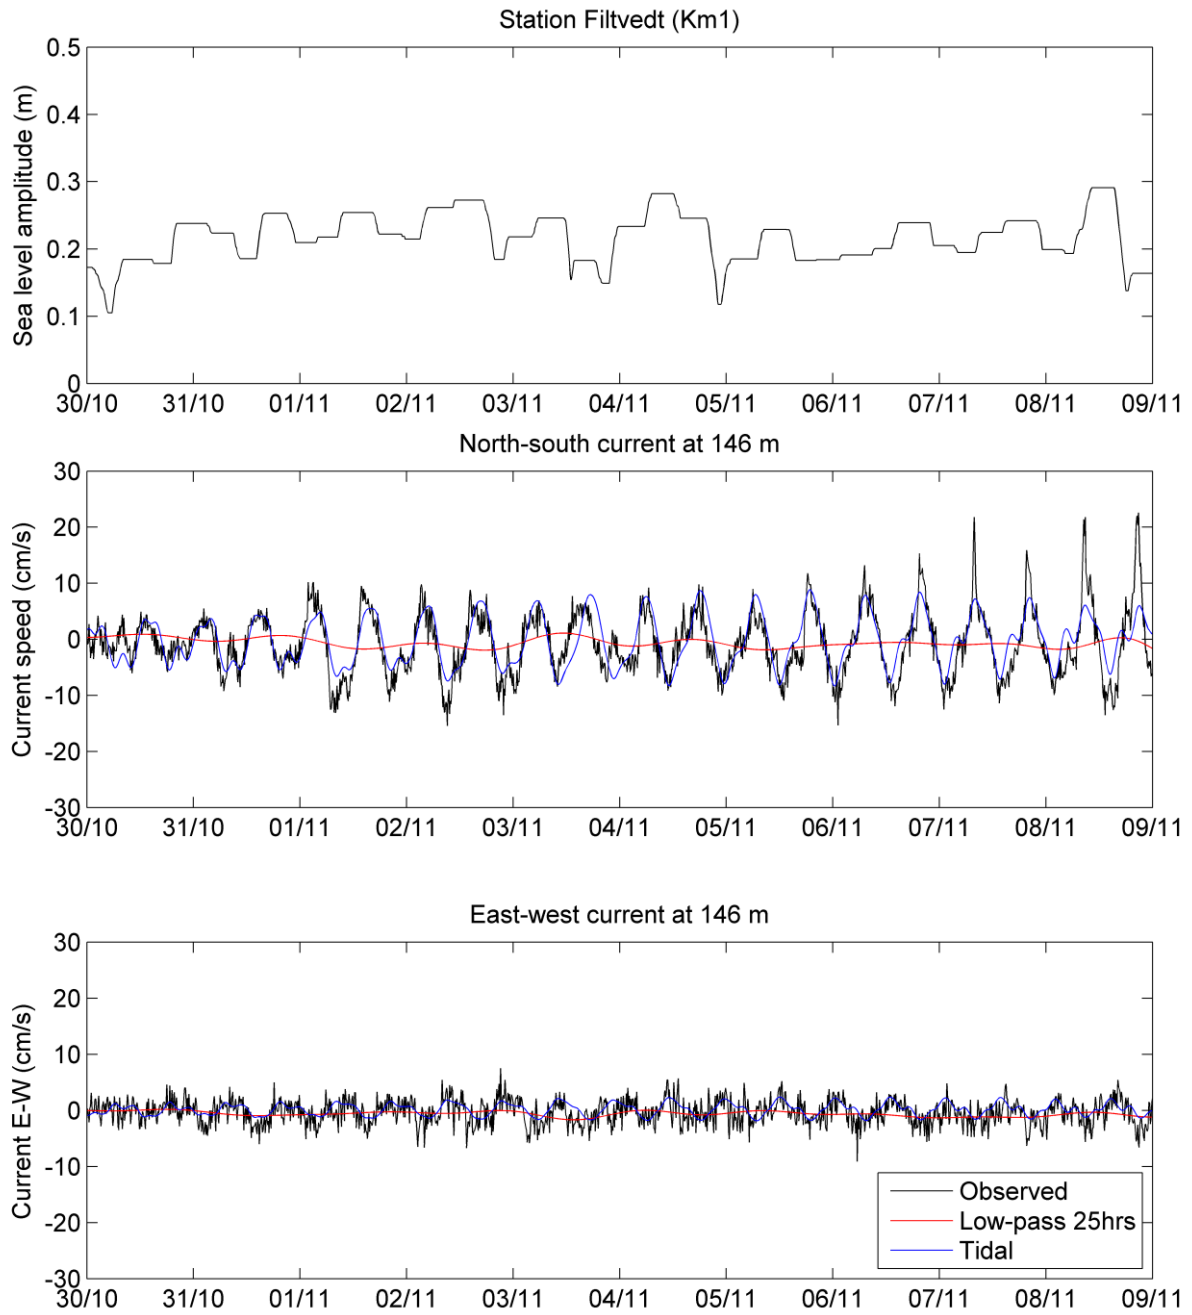 Station Filtvedt (Km1)
Sea level amplitude (m)
0.5
0.4
0.3
0.2
0.1
0
30/10 31/10 01/11 02/11 03/11 04/11 05/11 06/11 07/11 08/11 09/11
North-south current at 146 m
Current speed (cm/s)
30
20
10
0
-10
-20
-30
30/10 31/10 01/11 02/11 03/11 04/11 05/11 06/11 07/11 08/11 09/11
East-west current at 146 m
Current E-W (cm/s)
30
20
10
0
-10
-20
-30
Observed
Low-pass 25hrs
Tidal
30/10 31/10 01/11 02/11 03/11 04/11 05/11 06/11 07/11 08/11 09/11